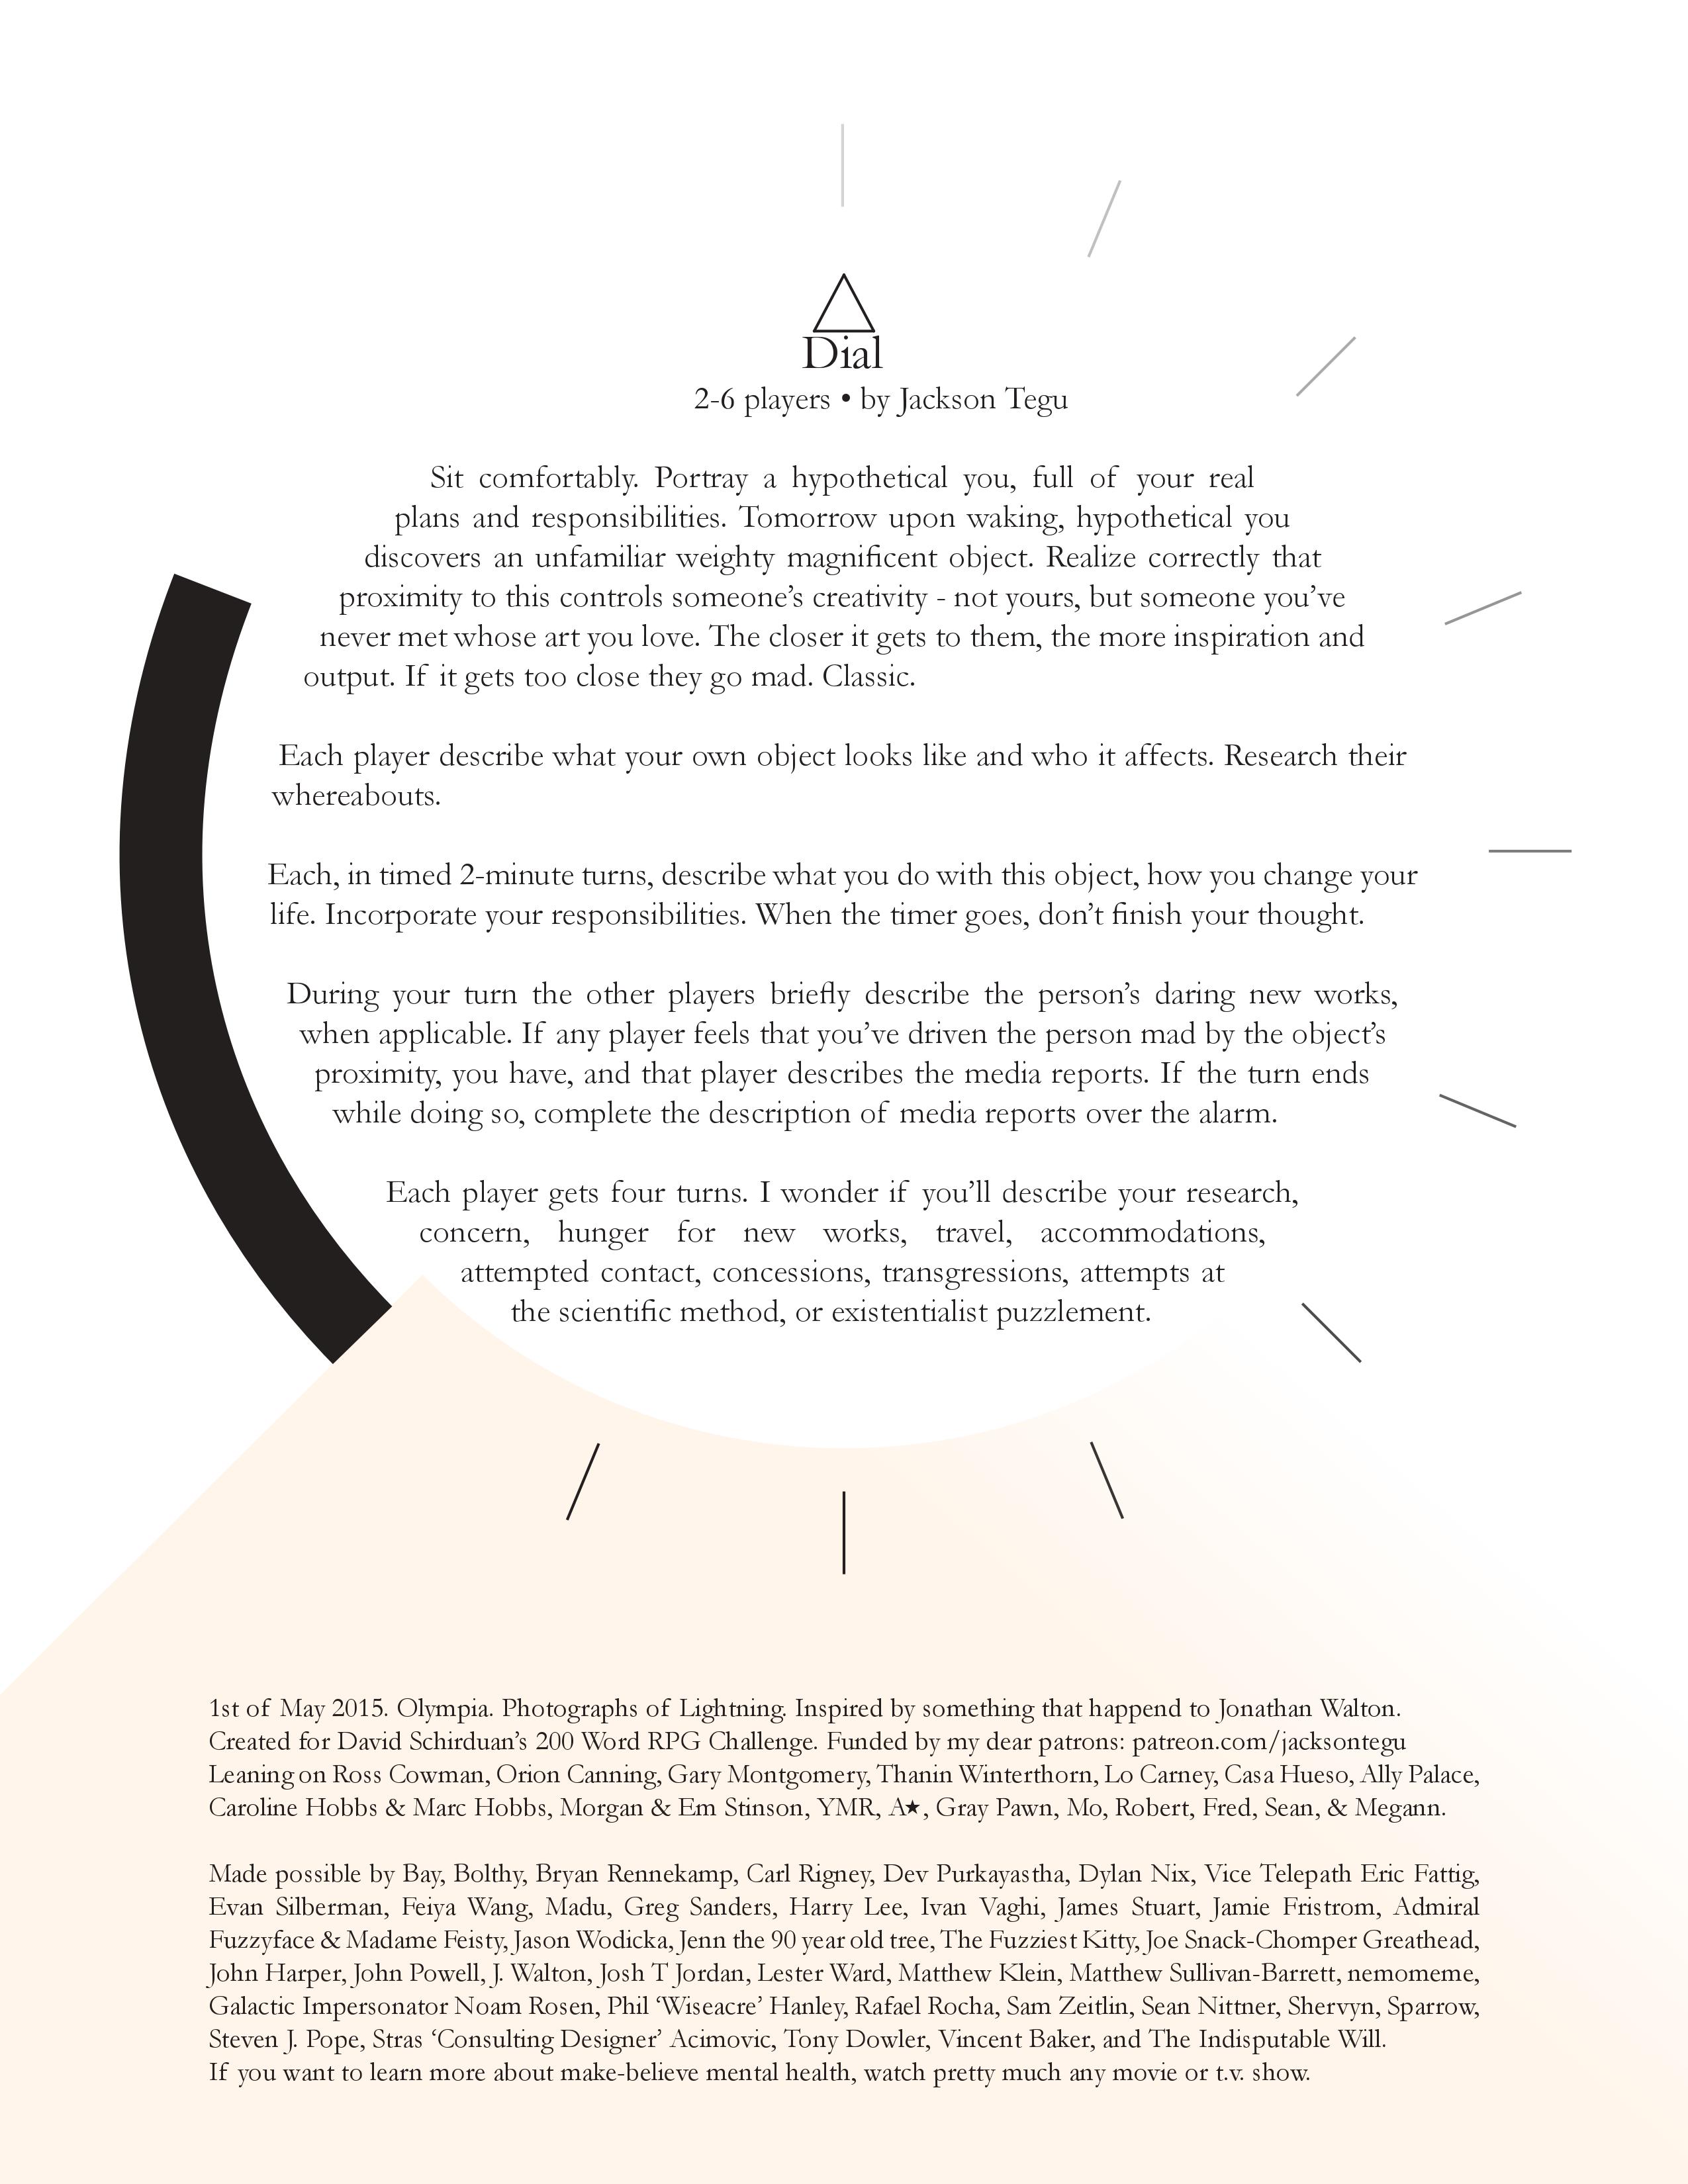 Dial
2-6 players • by Jackson Tegu
Sit comfortably. Portray a hypothetical you, full of your real
plans and responsibilities. Tomorrow upon waking, hypothetical you
discovers an unfamiliar weighty magnificent object. Realize correctly that
proximity to this controls someone's creativity - not yours, but someone you've
never met whose art you love. The closer it gets to them, the more inspiration and
output. If it gets too close they go mad. Classic.
Each player describe what your own object looks like and who it affects. Research their
whereabouts.
Each, in timed 2-minute turns, describe what you do with this object, how you change your
life. Incorporate your responsibilities. When the timer goes, don't finish your thought.
During your turn the other players briefly describe the person's daring new works,
when applicable. If any player feels that you've driven the person mad by the object's
proximity, you have, and that player describes the media reports. If the turn ends
while doing so, complete the description of media reports over the alarm.
Each player gets four turns. I wonder if you'll describe your research,
concern, hunger for new works, travel, accommodations,
attempted contact, concessions, transgressions, attempts at
the scientific method, or existentialist puzzlement.
1st of May 2015. Olympia. Photographs of Lightning. Inspired by something that happend to Jonathan Walton.
Created for David Schirduan's 200 Word RPG Challenge. Funded by my dear patrons: patreon.com/jacksontegu
Leaning on Ross Cowman, Orion Canning, Gary Montgomery, Thanin Winterthorn, Lo Carney, Casa Hueso, Ally Palace,
Caroline Hobbs & Marc Hobbs, Morgan & Em Stinson, YMR, A★, Gray Pawn, Mo, Robert, Fred, Sean, & Megann.
Made possible by Bay, Bolthy, Bryan Rennekamp, Carl Rigney, Dev Purkayastha, Dylan Nix, Vice Telepath Eric Fattig,
Evan Silberman, Feiya Wang, Madu, Greg Sanders, Harry Lee, Ivan Vaghi, James Stuart, Jamie Fristrom, Admiral
Fuzzyface & Madame Feisty, Jason Wodicka, Jenn the 90 year old tree, The Fuzziest Kitty, Joe Snack-Chomper Greathead,
John Harper, John Powell, J. Walton, Josh T Jordan, Lester Ward, Matthew Klein, Matthew Sullivan-Barrett, nemomeme,
Galactic Impersonator Noam Rosen, Phil 'Wiseacre' Hanley, Rafael Rocha, Sam Zeitlin, Sean Nittner, Shervyn, Sparrow,
Steven J. Pope, Stras 'Consulting Designer' Acimovic, Tony Dowler, Vincent Baker, and The Indisputable Will.
If you want to learn more about make-believe mental health, watch pretty much any movie or t.v. show.